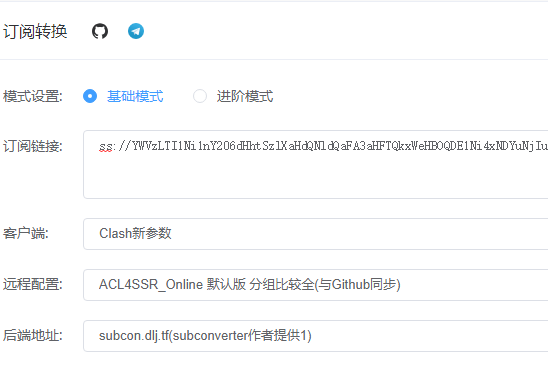 订阅转换
模式设置: 基础模式 进阶模式
订阅链接:
客户端: Clash新参数
远程配置: ACL4SSR_Online 默认版 分组比较全(与Github同步)
后端地址: subcon.dlj.tf(subconverter作者提供1)